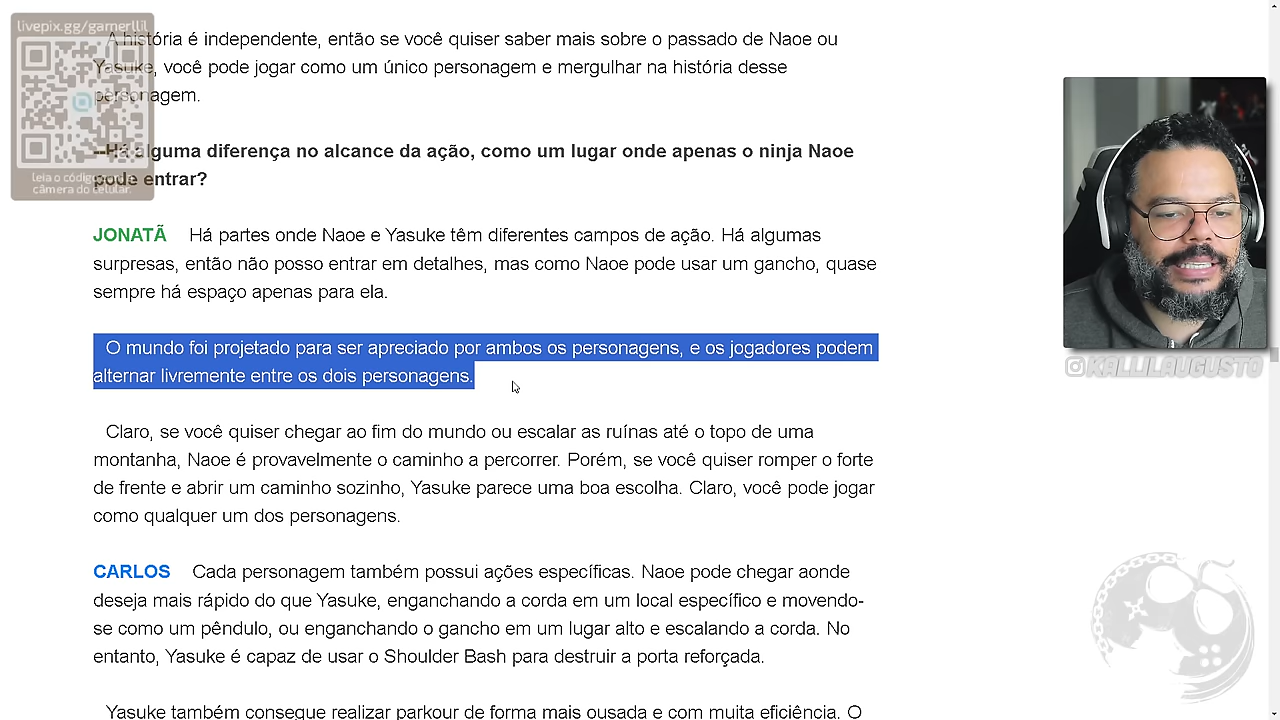 livepix.gg/gamerllil
A história é independente, então se você quiser saber mais sobre o passado de Naoe ou
Yasuke, você pode jogar como um único personagem e mergulhar na história desse
personagem.
--Há alguma diferença no alcance da ação, como um lugar onde apenas o ninja Naoe
pode entrar?
leia o código com a
câmera do celular.
JONATÃ Há partes onde Naoe e Yasuke têm diferentes campos de ação. Há algumas
surpresas, então não posso entrar em detalhes, mas como Naoe pode usar um gancho, quase
sempre há espaço apenas para ela.
O mundo foi projetado para ser apreciado por ambos os personagens, e os jogadores podem
alternar livremente entre os dois personagens.
@KALLILAUGUSTO
Claro, se você quiser chegar ao fim do mundo ou escalar as ruínas até o topo de uma
montanha, Naoe é provavelmente o caminho a percorrer. Porém, se você quiser romper o forte
de frente e abrir um caminho sozinho, Yasuke parece uma boa escolha. Claro, você pode jogar
como qualquer um dos personagens.
CARLOS Cada personagem também possui ações específicas. Naoe pode chegar aonde
deseja mais rápido do que Yasuke, enganchando a corda em um local específico e movendo-
se como um pêndulo, ou enganchando o gancho em um lugar alto e escalando a corda. No
entanto, Yasuke é capaz de usar o Shoulder Bash para destruir a porta reforçada.
Yasuke também consegue realizar parkour de forma mais ousada e com muita eficiência. O